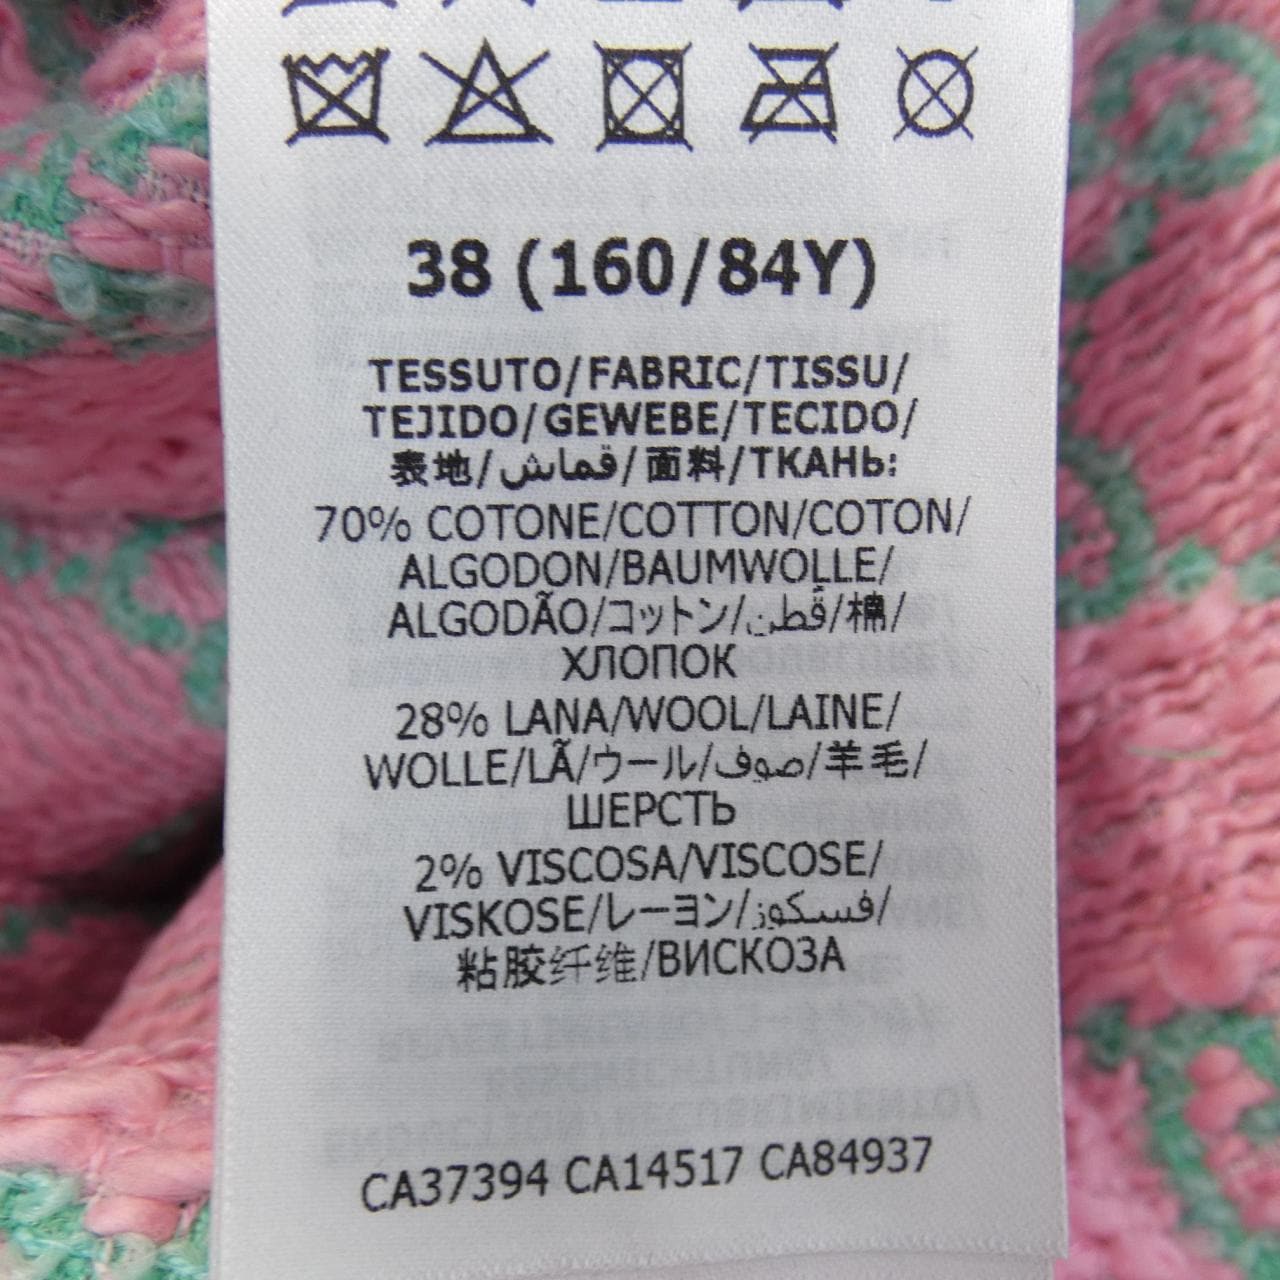 38 (160/84Y)
TESSUTO/FABRIC/TISSU/
TEJIDO/GEWEBE/TECIDO/
表地/قماش/面料/ТКАНЬ:
70% COTONE/COTTON/COTON/
ALGODON/BAUMWOLLE/
ALGODÃO/コットン/قطن/棉/
ХЛОПОК
28% LANA/WOOL/LAINE/
WOLLE/LÃ/ウール/صوف/羊毛/
ШЕРСТЬ
2% VISCOSA/VISCOSE/
VISKOSE/レーヨン/فسكوز/
粘胶纤维/ВИСКОЗА
CA37394 CA14517 CA84937